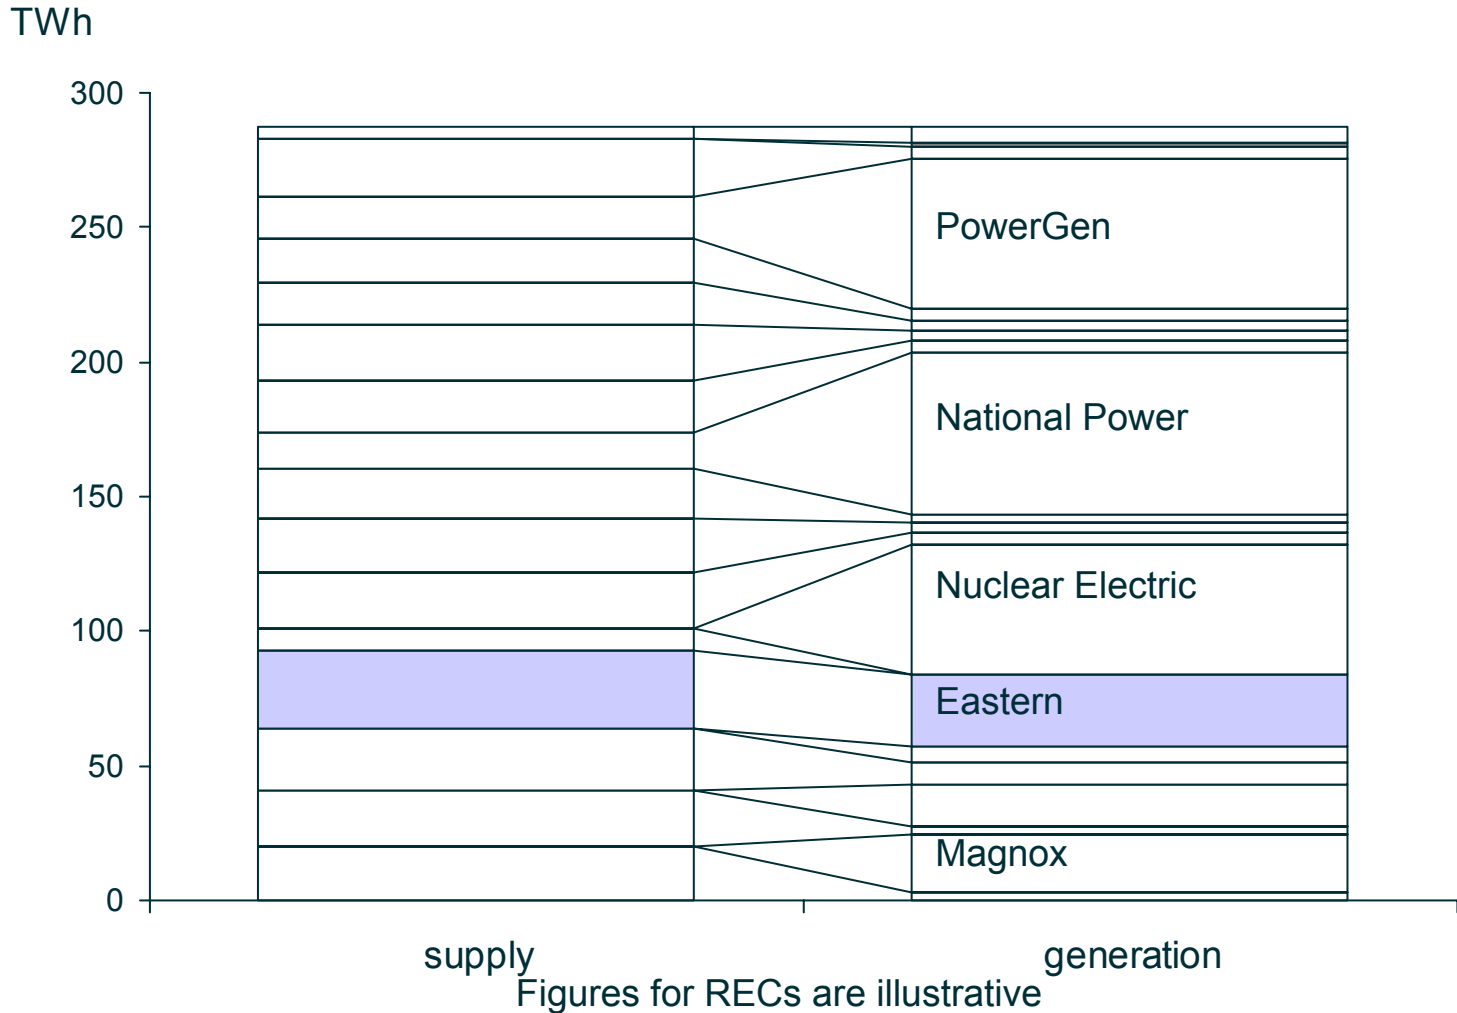 TWh
300
250
200
150
100
50
0
PowerGen
National Power
Nuclear Electric
Eastern
Magnox
supply
generation
Figures for RECs are illustrative